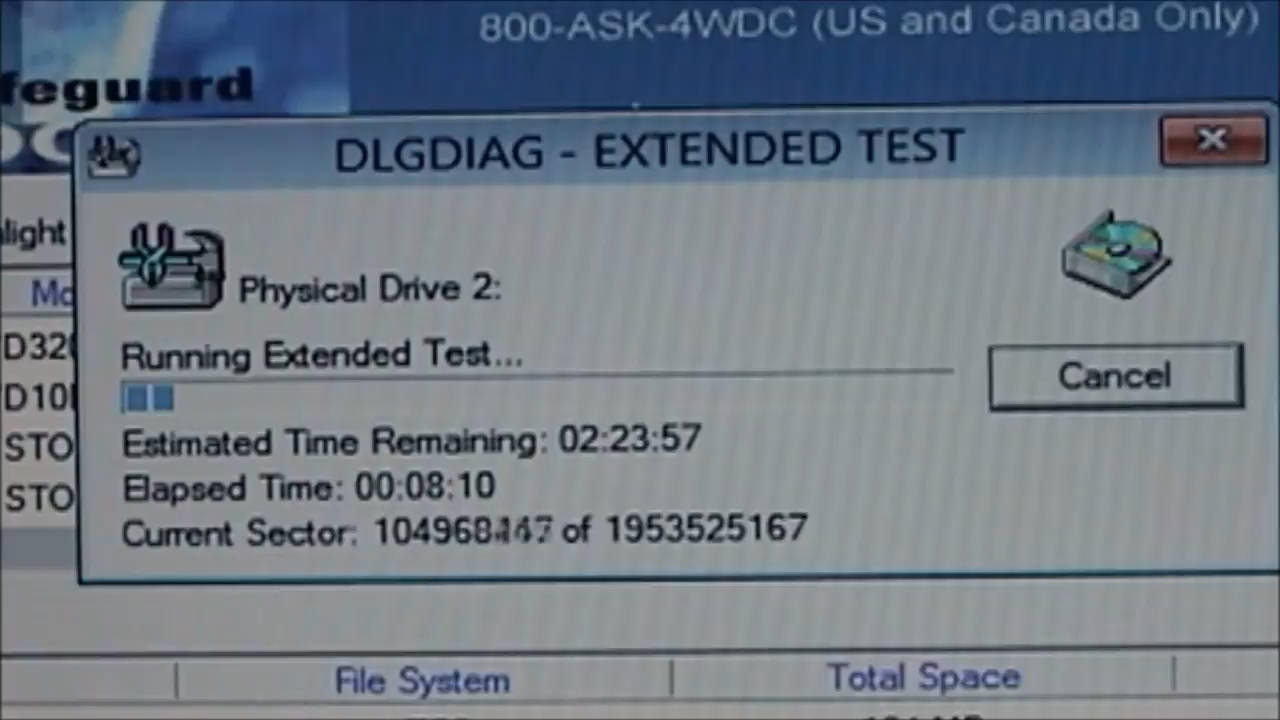 800-ASK-4WDC (US and Canada Only)
feguard
DLGDIAG - EXTENDED TEST
light
Physical Drive 2:
Mo
Running Extended Test...
D320
Cancel
D10
Estimated Time Remaining: 02:23:57
STO
Elapsed Time: 00:08:10
STO
Current Sector: of 1953525167
File System
Total Space